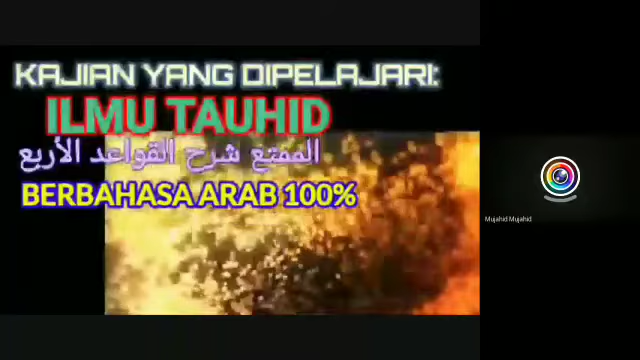 KAJIAN YANG DIPELAJARI:
ILMU TAUHID
الممتع شرح القواعد الأربع
BERBAHASA ARAB 100%
Mujahid Mujahid